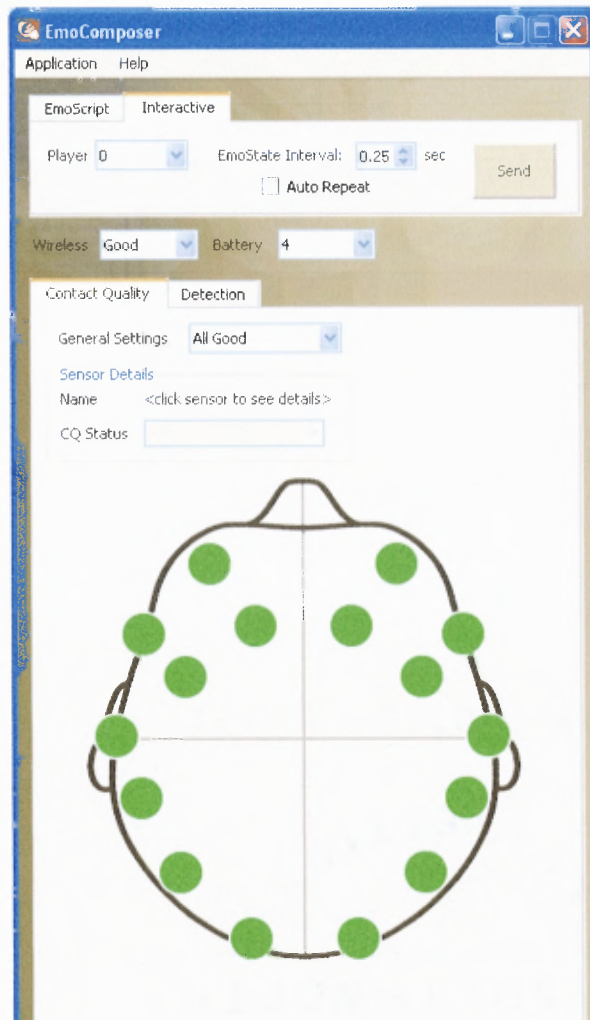 EmoComposer
Application Help
EmoScript Interactive
Player 0 EmoState Interval: 0.25 sec
Send
Auto Repeat
Wireless Good Battery 4
Contact Quality Detection
General Settings All Good
Sensor Details
Name <click sensor to see details>
CQ Status